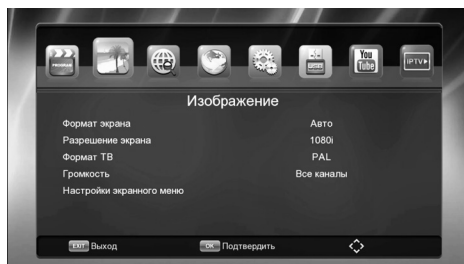 PROGRAM
You Tube
IPTV
Изображение
Формат экрана Авто
Разрешение экрана 1080i
Формат ТВ PAL
Громкость Все каналы
Настройки экранного меню
EXIT Выход OK Подтвердить